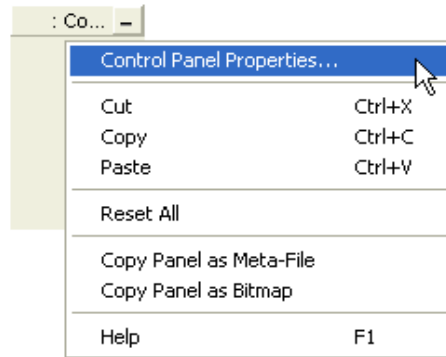 : Co...
Control Panel Properties...
Cut Ctrl+X
Copy Ctrl+C
Paste Ctrl+V
Reset All
Copy Panel as Meta-File
Copy Panel as Bitmap
Help F1